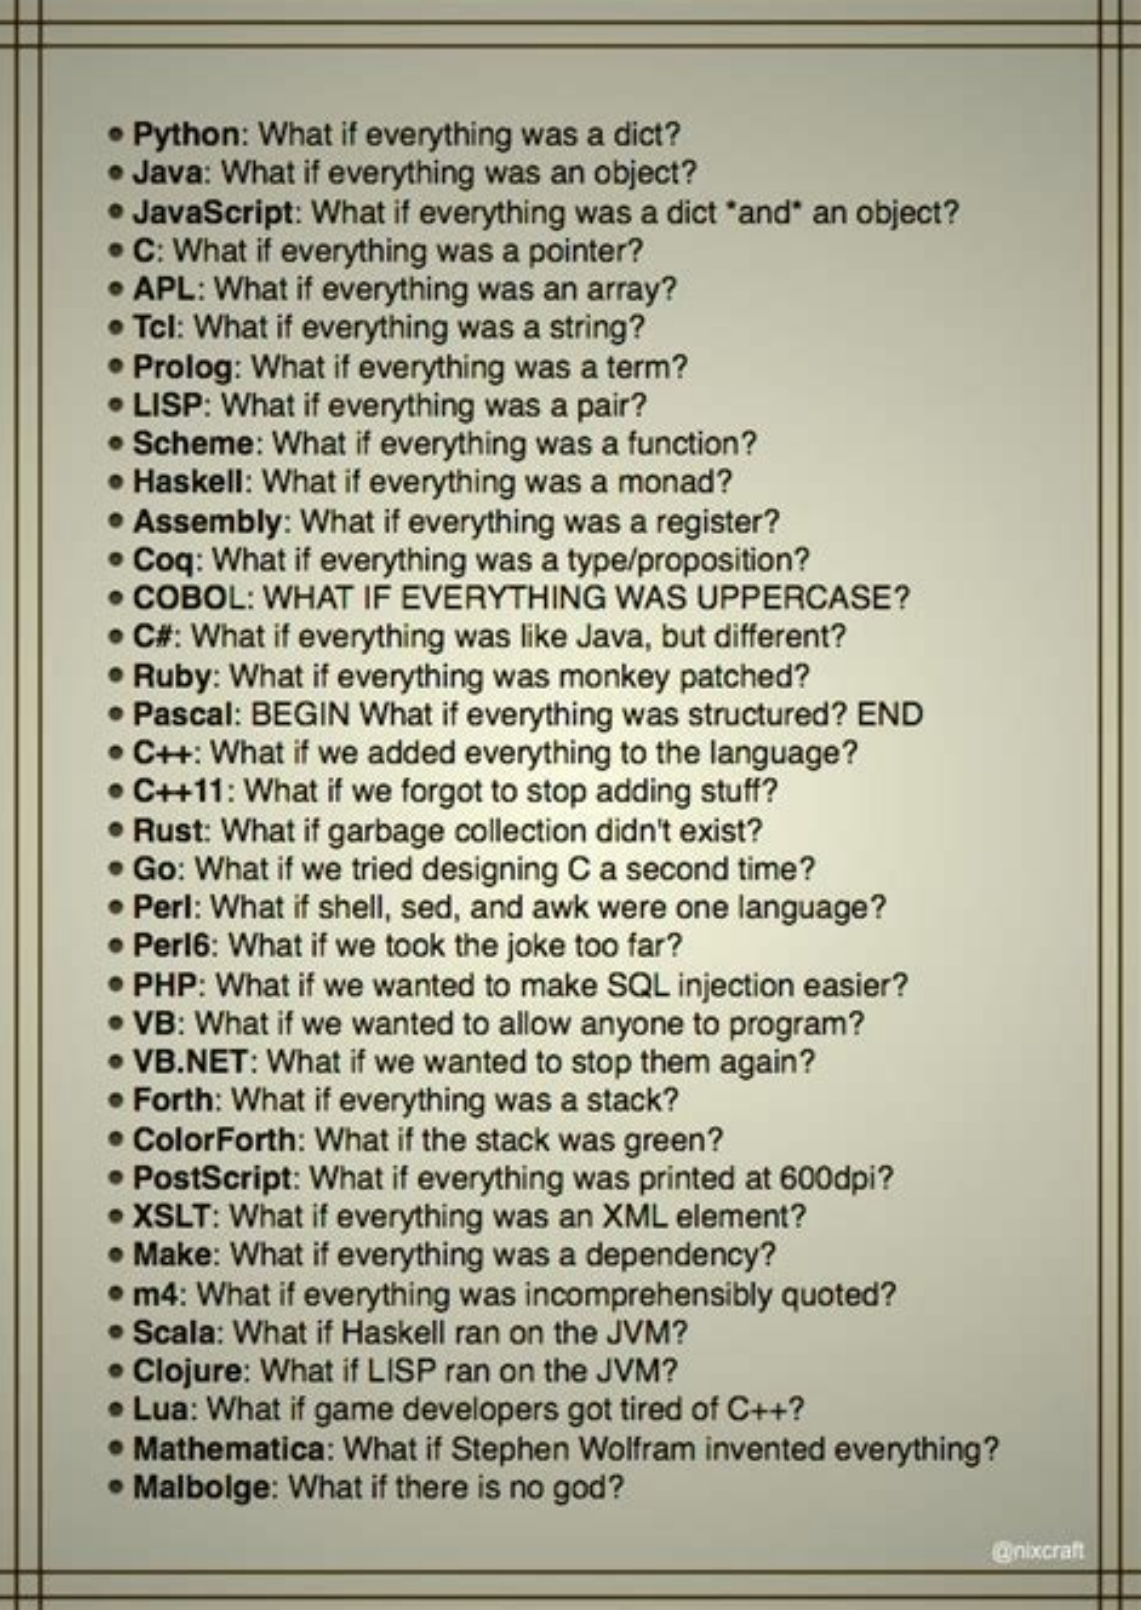 • Python: What if everything was a dict?
• Java: What if everything was an object?
• JavaScript: What if everything was a dict *and* an object?
• C: What if everything was a pointer?
• APL: What if everything was an array?
• Tcl: What if everything was a string?
• Prolog: What if everything was a term?
• LISP: What if everything was a pair?
• Scheme: What if everything was a function?
• Haskell: What if everything was a monad?
• Assembly: What if everything was a register?
• Coq: What if everything was a type/proposition?
• COBOL: WHAT IF EVERYTHING WAS UPPERCASE?
• C#: What if everything was like Java, but different?
• Ruby: What if everything was monkey patched?
• Pascal: BEGIN What if everything was structured? END
• C++: What if we added everything to the language?
• C++11: What if we forgot to stop adding stuff?
• Rust: What if garbage collection didn't exist?
• Go: What if we tried designing C a second time?
• Perl: What if shell, sed, and awk were one language?
• Perl6: What if we took the joke too far?
• PHP: What if we wanted to make SQL injection easier?
• VB: What if we wanted to allow anyone to program?
• VB.NET: What if we wanted to stop them again?
• Forth: What if everything was a stack?
• ColorForth: What if the stack was green?
• PostScript: What if everything was printed at 600dpi?
• XSLT: What if everything was an XML element?
• Make: What if everything was a dependency?
• m4: What if everything was incomprehensibly quoted?
• Scala: What if Haskell ran on the JVM?
• Clojure: What if LISP ran on the JVM?
• Lua: What if game developers got tired of C++?
• Mathematica: What if Stephen Wolfram invented everything?
• Malbolge: What if there is no god?
@nixcraft